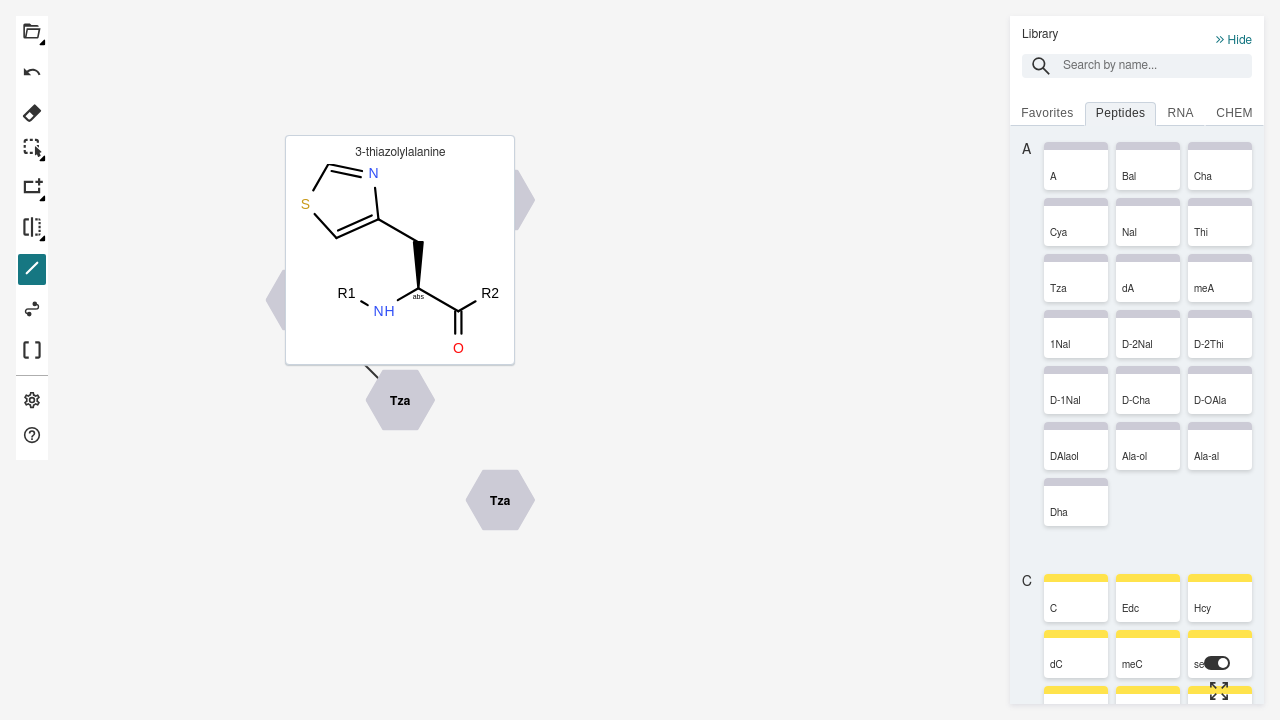 Library
Hide
Search by name...
Favorites Peptides RNA CHEM
3-thiazolylalanine
N
S
R1
abs
R2
NH
O
Tza
Tza
A
A Bal Cha
Cya Nal Thi
Tza dA meA
1Nal D-2Nal D-2Thi
D-1Nal D-Cha D-OAla
DAlaol Ala-ol Ala-al
Dha
C
C Edc Hcy
dC meC